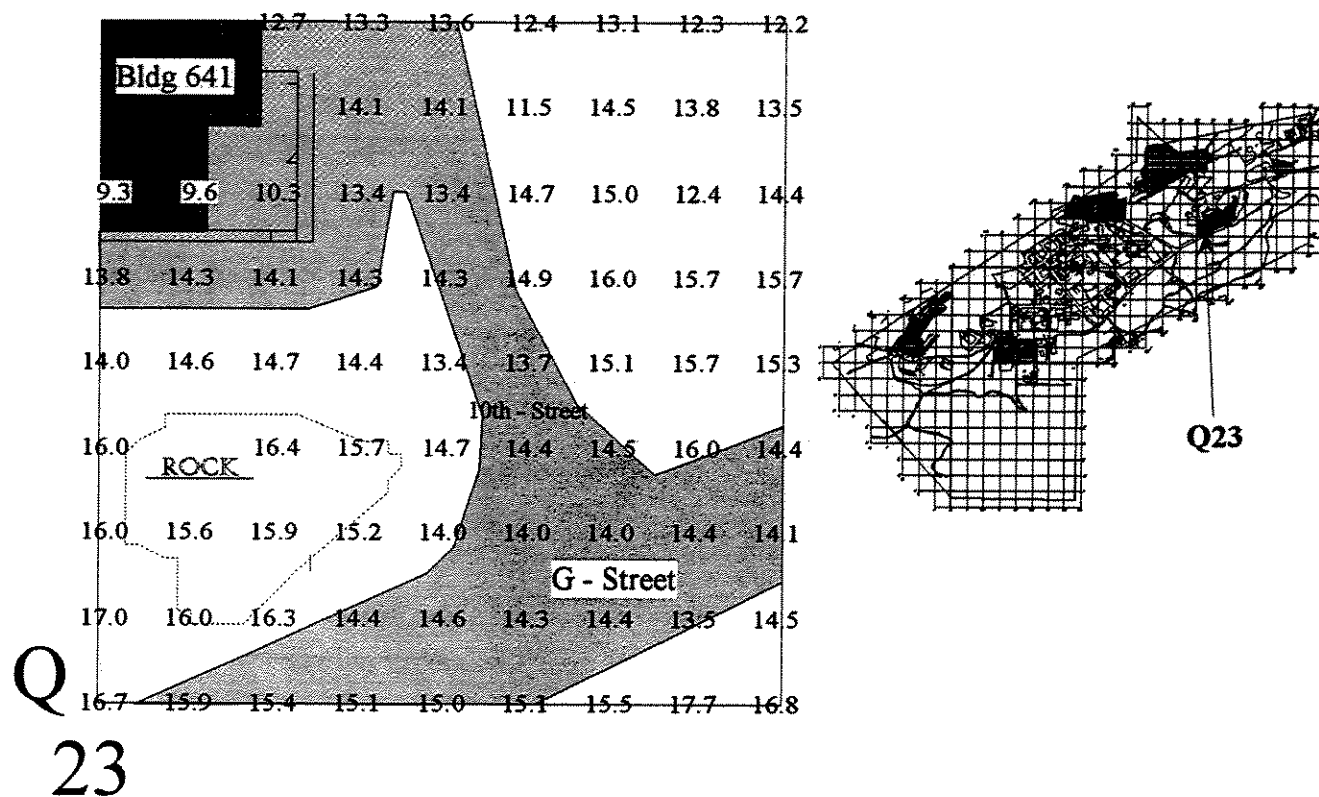 12.7 13.3 13.6 12.4 13.1 12.3 12.2
Bldg 641
14.1 14.1 11.5 14.5 13.8 13.5
9.3 9.6 10.3 13.4 13.4 14.7 15.0 12.4 14.4
13.8 14.3 14.1 14.3 14.3 14.9 16.0 15.7 15.7
14.0 14.6 14.7 14.4 13.4 13.7 15.1 15.7 15.3
10th - Street
16.0 16.4 15.7 14.7 14.4 14.5 16.0 14.4
ROCK
16.0 15.6 15.9 15.2 14.0 14.0 14.0 14.4 14.1
G - Street
17.0 16.0 16.3 14.4 14.6 14.3 14.4 13.5 14.5
Q
16.7 15.9 15.4 15.1 15.0 15.1 15.5 17.7 16.8
23
Q23